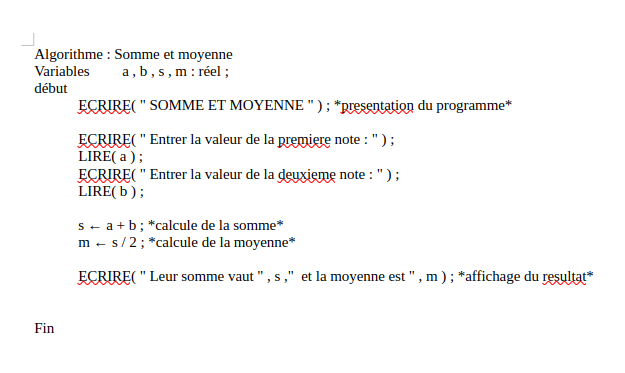 Algorithme : Somme et moyenne
Variables a , b , s , m : réel ;
début
ECRIRE( " SOMME ET MOYENNE " ) ; *presentation du programme*
ECRIRE( " Entrer la valeur de la premiere note : " ) ;
LIRE( a ) ;
ECRIRE( " Entrer la valeur de la deuxieme note : " ) ;
LIRE( b ) ;
s ← a + b ; *calcule de la somme*
m ← s / 2 ; *calcule de la moyenne*
ECRIRE( " Leur somme vaut " , s ," et la moyenne est " , m ) ; *affichage du resultat*
Fin